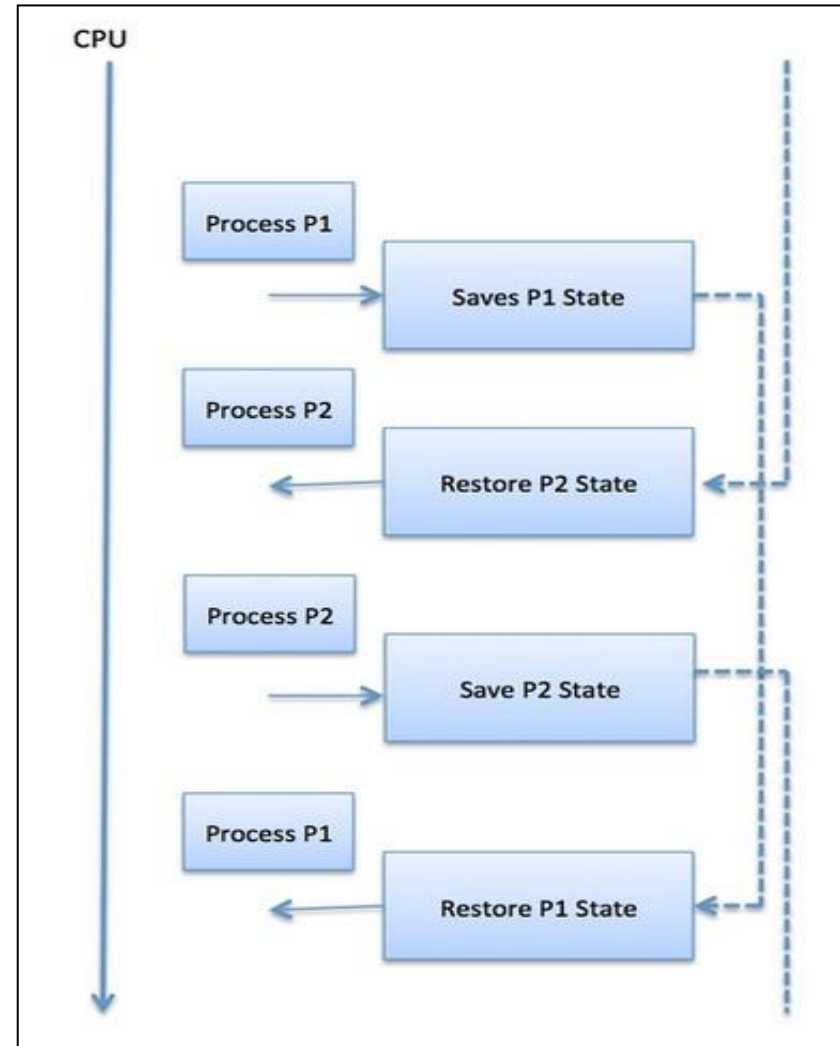 CPU
Process P1
Saves P1 State
Process P2
Restore P2 State
Process P2
Save P2 State
Process P1
Restore P1 State